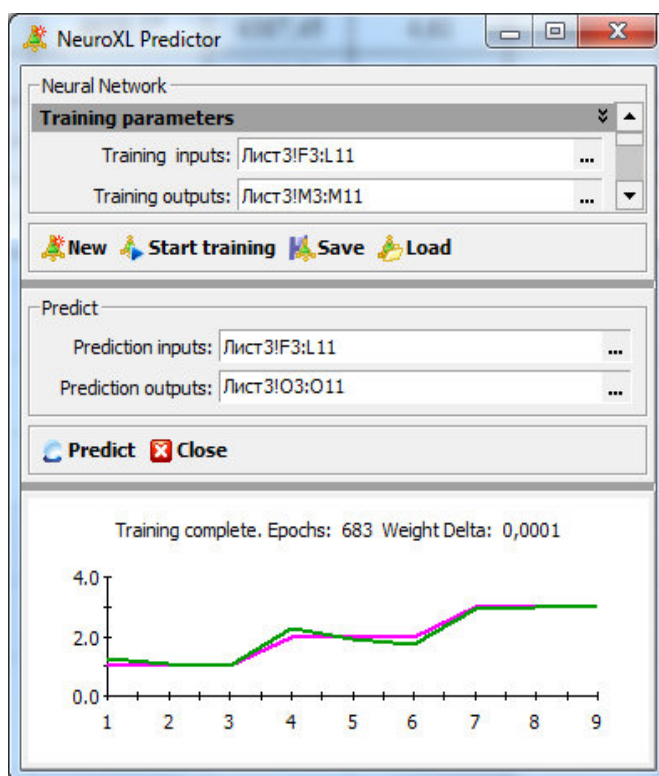 NeuroXL Predictor
Neural Network
Training parameters
Training inputs: Лист3!F3:L11 ...
Training outputs: Лист3!M3:M11 ...
New Start training Save Load
Predict
Prediction inputs: Лист3!F3:L11 ...
Prediction outputs: Лист3!O3:O11 ...
Predict Close
Training complete. Epochs: 683 Weight Delta: 0,0001
4.0
2.0
0.0
1 2 3 4 5 6 7 8 9